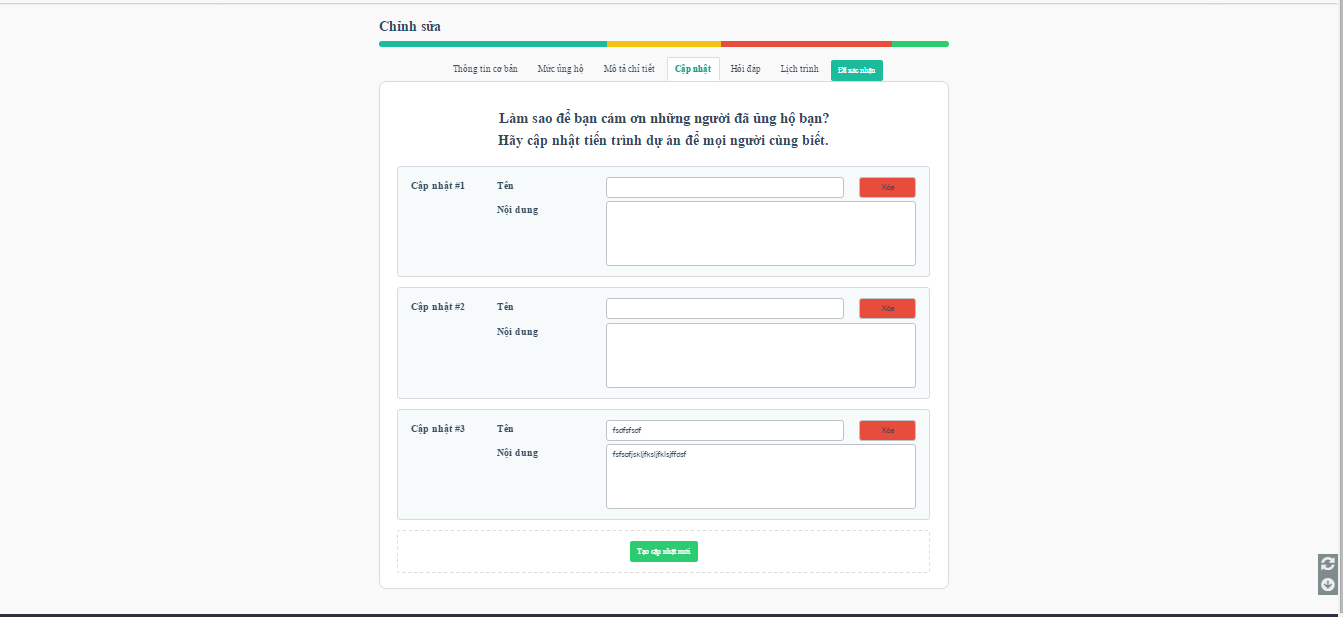 Chỉnh sửa
Thông tin cơ bản Mức ủng hộ Mô tả chi tiết Cập nhật Hỏi đáp Lịch trình Đã xác nhận
Làm sao để bạn cám ơn những người đã ủng hộ bạn?
Hãy cập nhật tiến trình dự án để mọi người cùng biết.
Cập nhật #1 Tên Xóa
Nội dung
Cập nhật #2 Tên Xóa
Nội dung
Cập nhật #3 Tên fsdfsfsdf Xóa
Nội dung
Tạo cập nhật mới